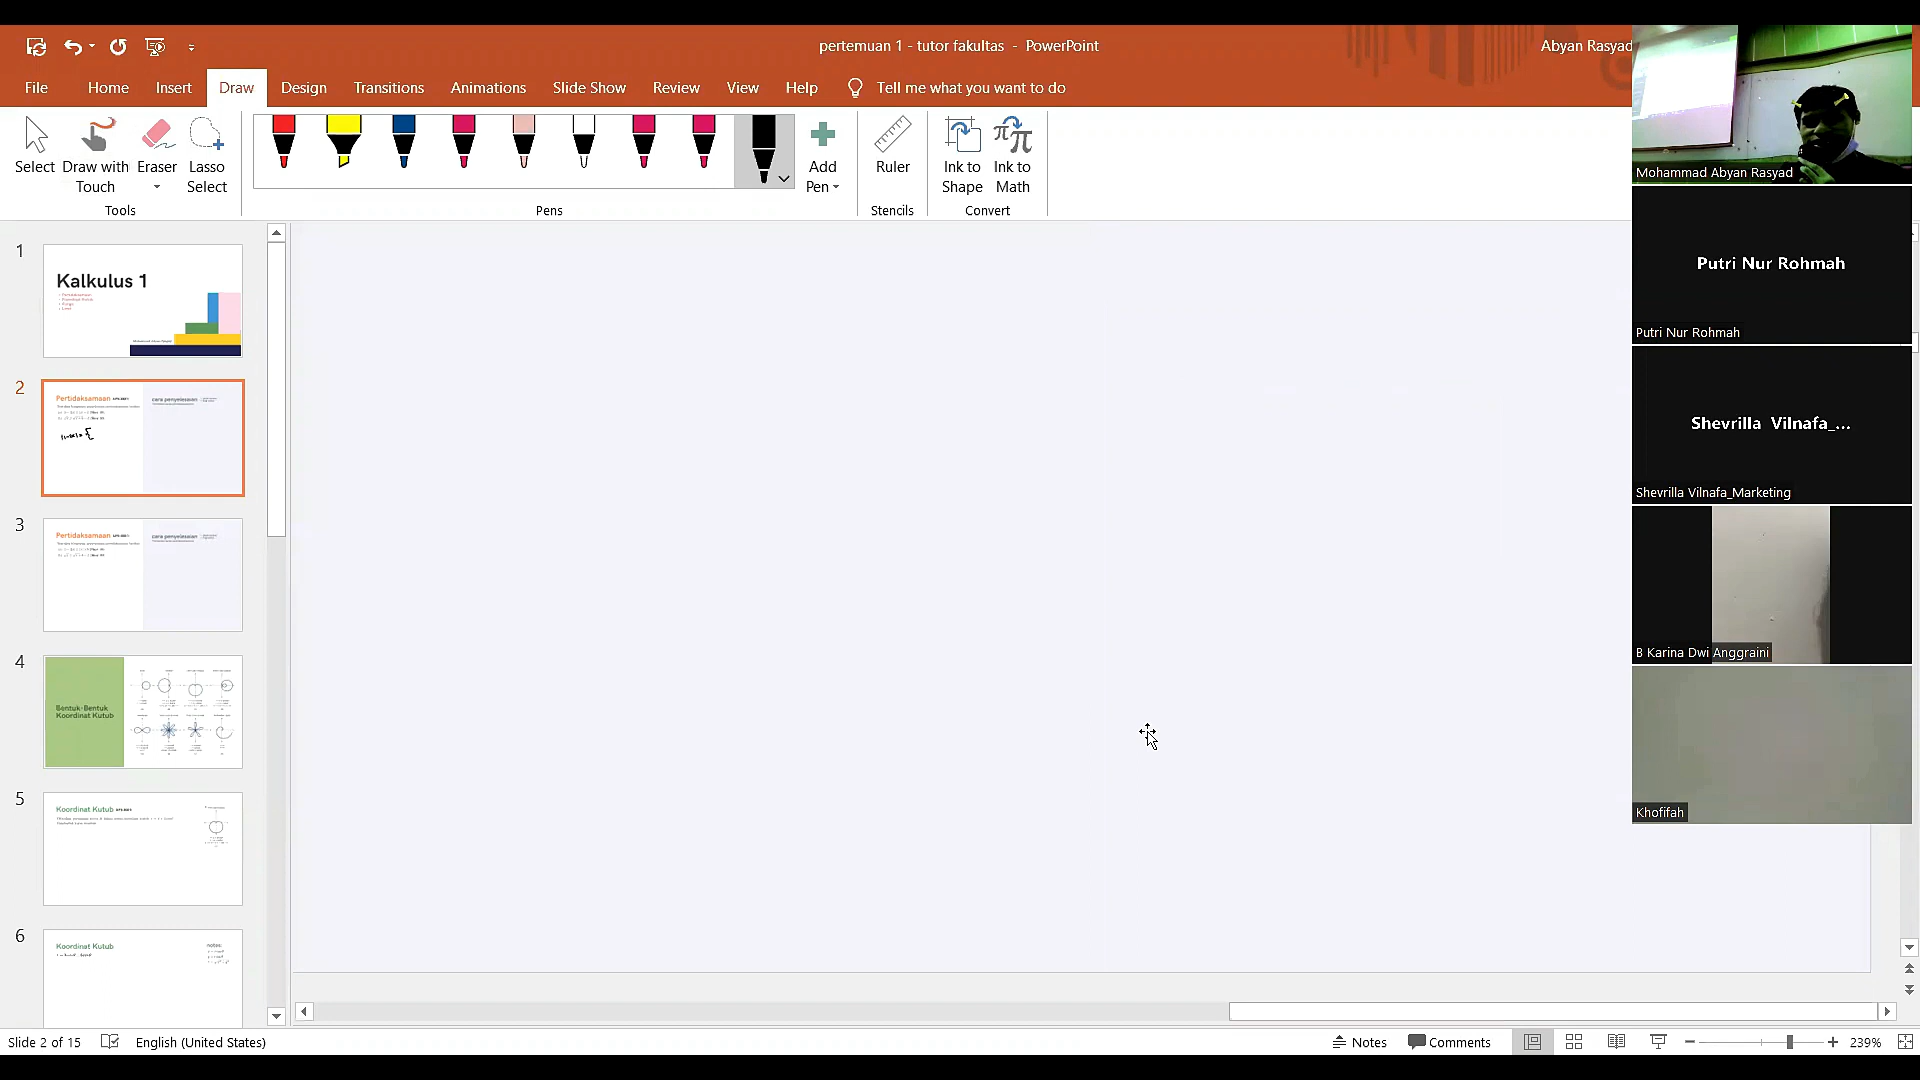 pertemuan 1 - tutor fakultas - PowerPoint
Abyan Rasyad
File Home Insert Draw Design Transitions Animations Slide Show Review View Help Tell me what you want to do
Select
Draw with Touch
Eraser
Lasso Select
Add Pen
Ruler
Ink to Shape
Ink to Math
Tools
Pens
Stencils
Convert
1
Kalkulus 1
2
Pertidaksamaan
cara penyelesaian
3
Pertidaksamaan
cara penyelesaian
4
Bentuk-Bentuk
Koordinat Kutub
5
Koordinat Kutub
6
Koordinat Kutub
notes:
Mohammad Abyan Rasyad
Putri Nur Rohmah
Putri Nur Rohmah
Shevrilla Vilnafa_...
Shevrilla Vilnafa_Marketing
B Karina Dwi Anggraini
Khofifah
Slide 2 of 15
English (United States)
Notes
Comments
239%